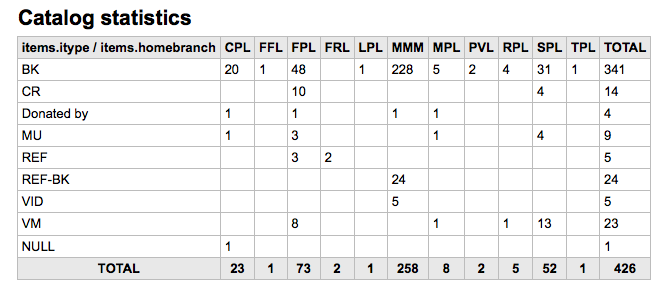 Catalog statistics
items.itype / items.homebranch CPL FFL FPL FRL LPL MMM MPL PVL RPL SPL TPL TOTAL
BK 20 1 48 1 228 5 2 4 31 1 341
CR 10 4 14
Donated by 1 1 1 1 4
MU 1 3 1 4 9
REF 3 2 5
REF-BK 24 24
VID 5 5
VM 8 1 1 13 23
NULL 1 1
TOTAL 23 1 73 2 1 258 8 2 5 52 1 426